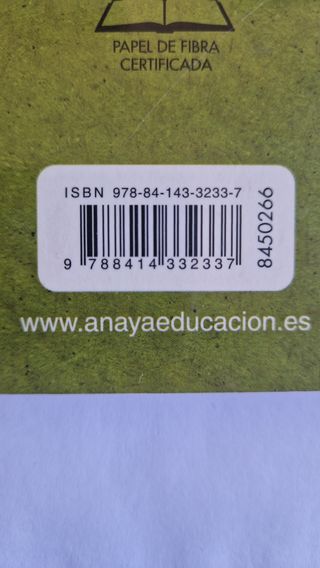 PAPEL DE FIBRA
CERTIFICADA
ISBN 978-84-143-3233-7
9 788414 332337
8450266
www.anayaeducacion.es